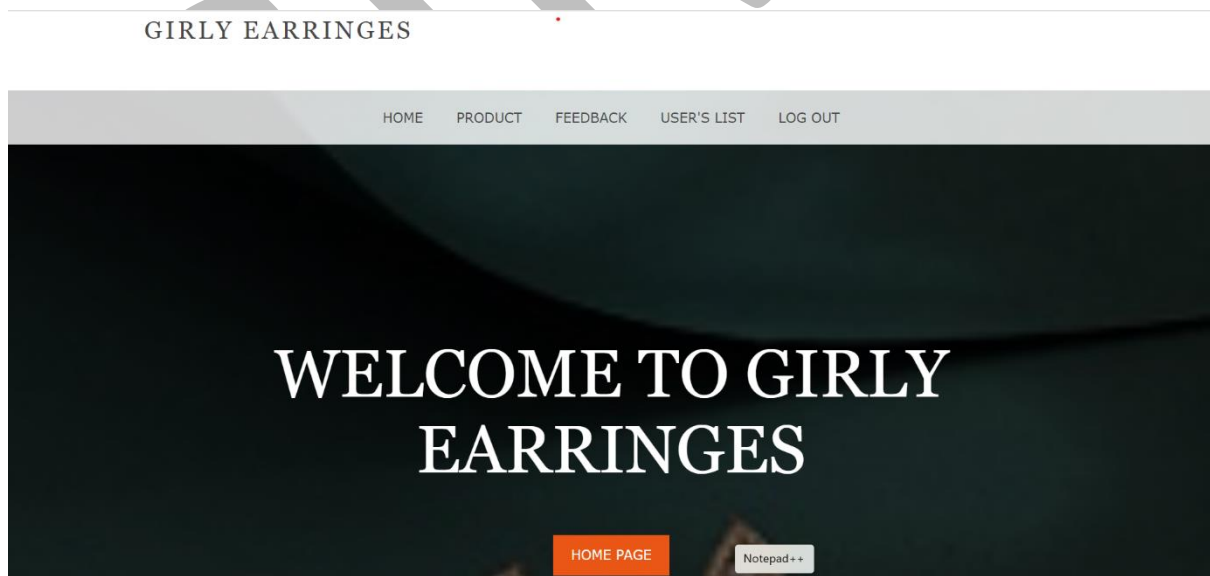 GIRLY EARRINGES
HOME PRODUCT FEEDBACK USER'S LIST LOG OUT
WELCOME TO GIRLY
EARRINGES
HOME PAGE
Notepad++